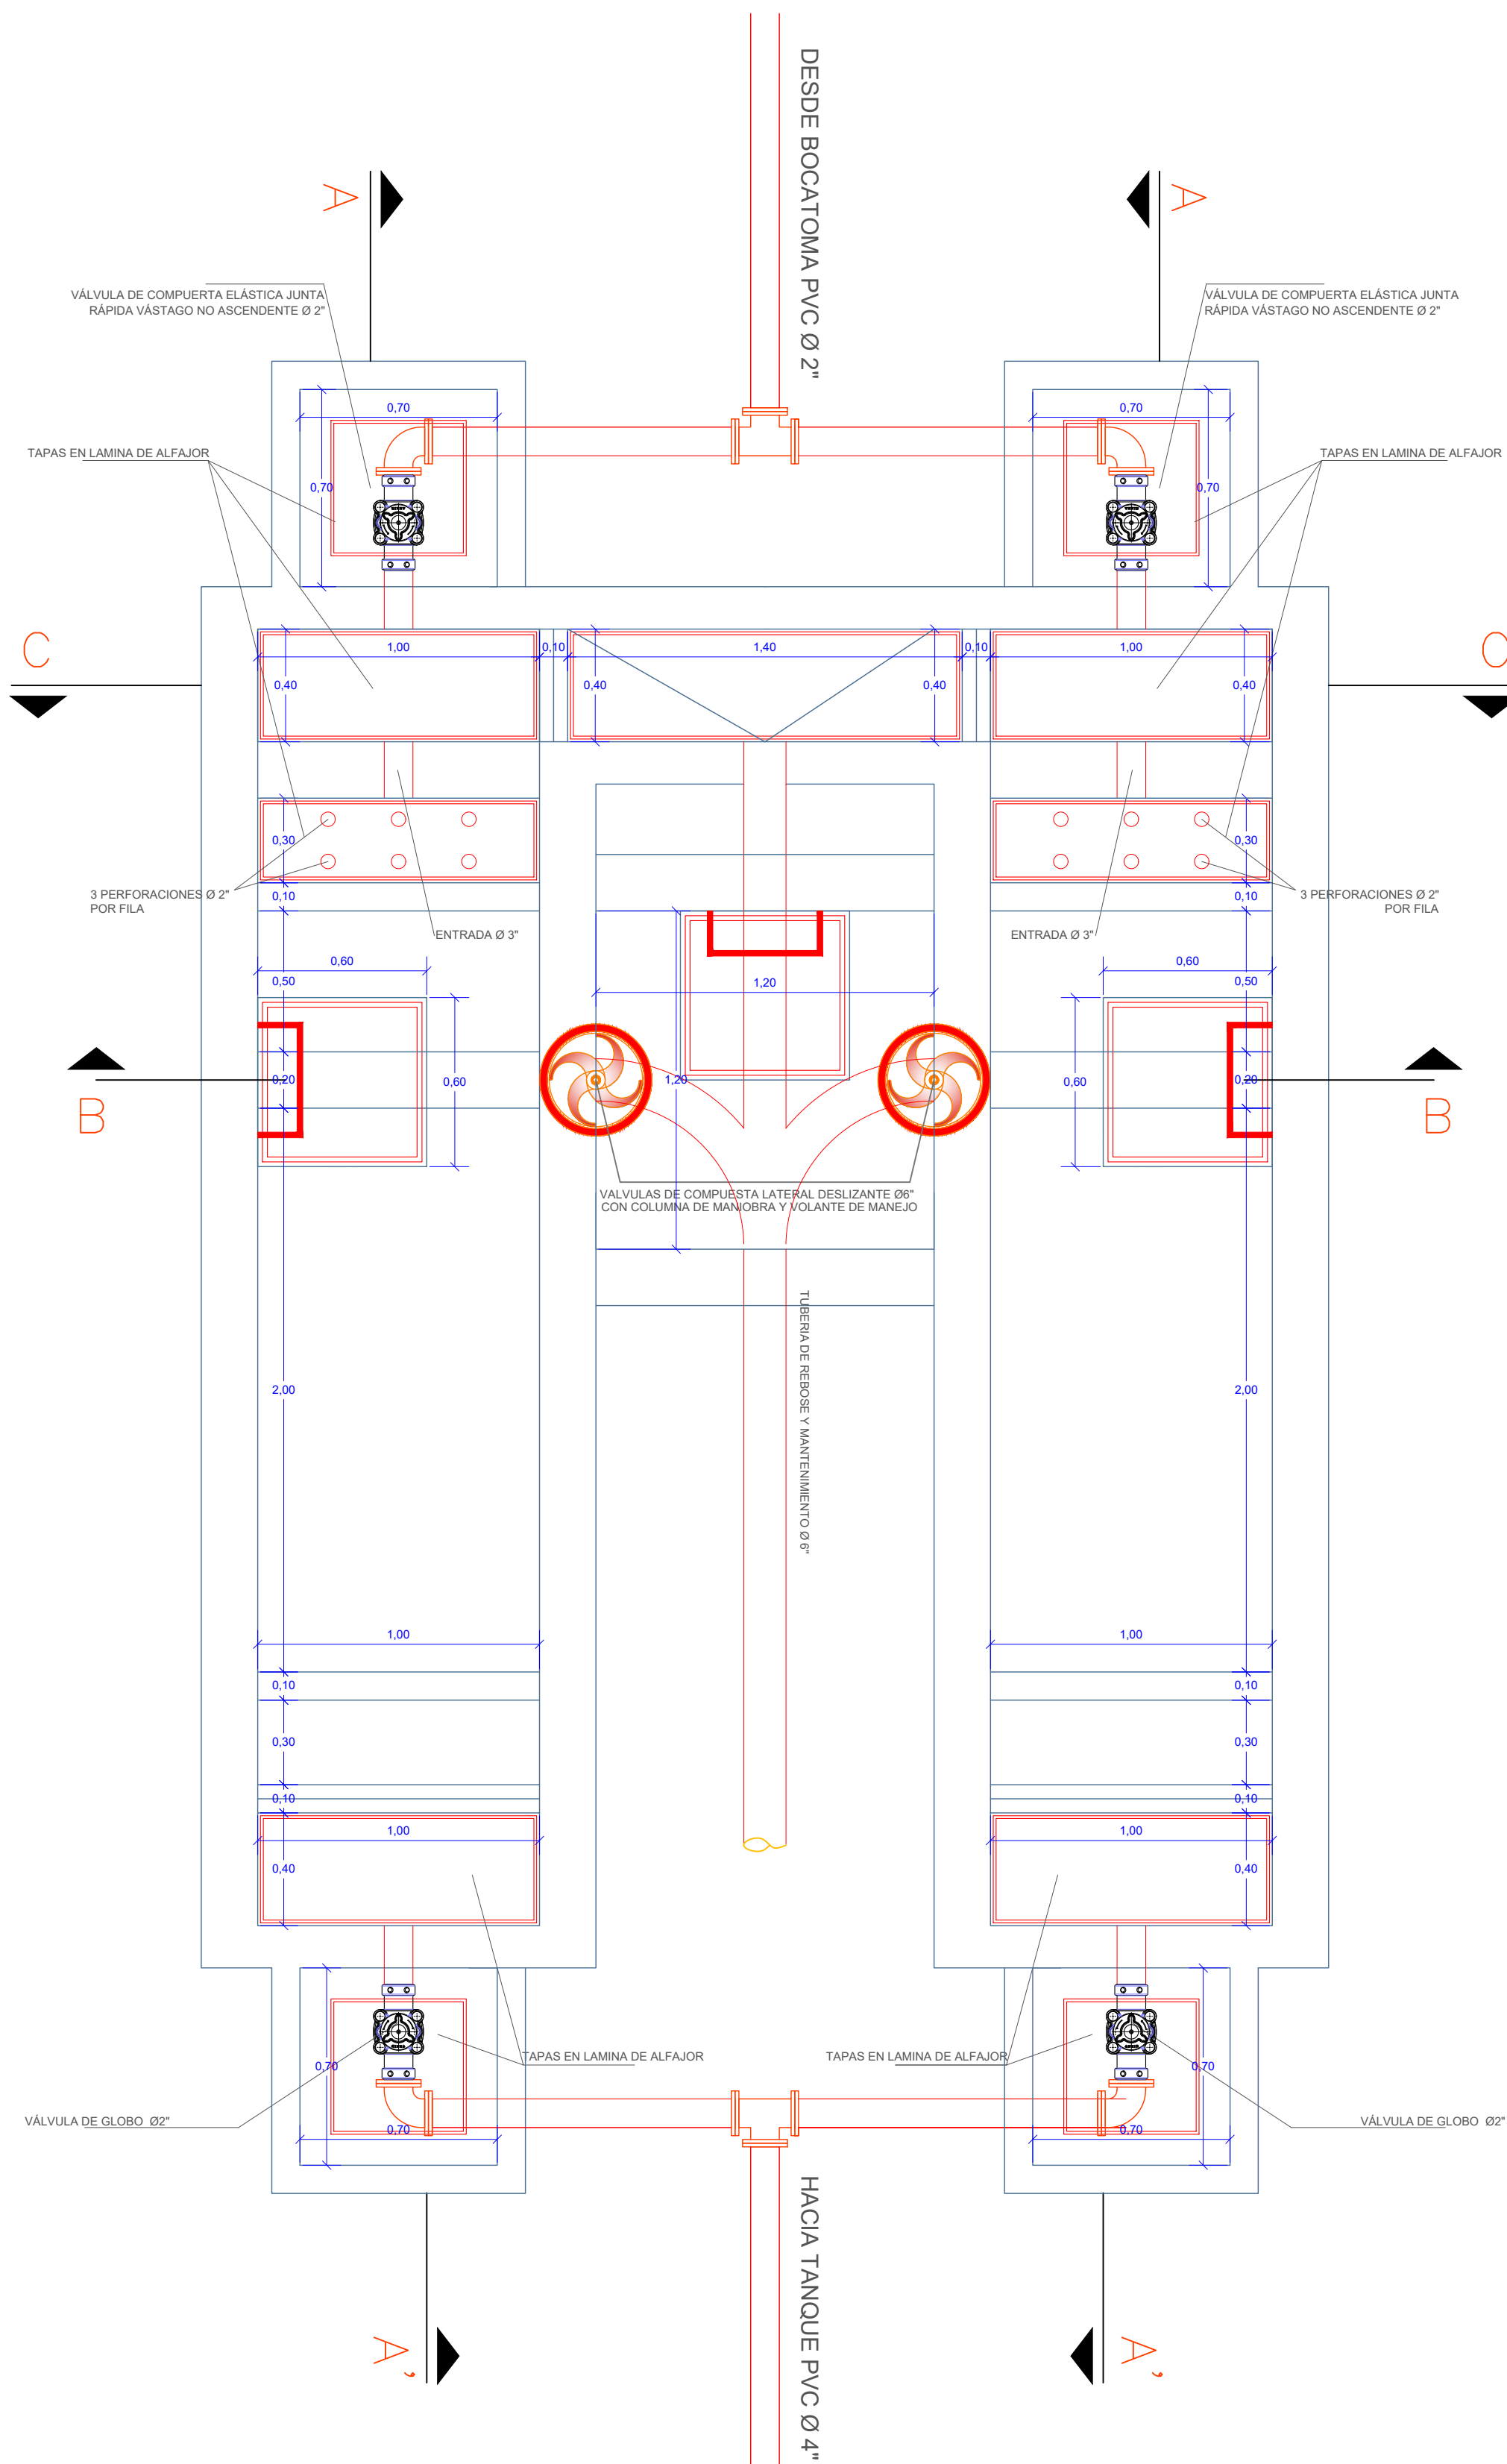 DESDE BOCATOMA PVC Ø 2"
A
A
VÁLVULA DE COMPUERTA ELÁSTICA JUNTA
RÁPIDA VÁSTAGO NO ASCENDENTE Ø 2"
VÁLVULA DE COMPUERTA ELÁSTICA JUNTA
RÁPIDA VÁSTAGO NO ASCENDENTE Ø 2"
0,70
0,70
TAPAS EN LAMINA DE ALFAJOR
TAPAS EN LAMINA DE ALFAJOR
0,70
0,70
C
C
1,00
0,10
1,40
0,10
1,00
0,40
0,40
0,40
0,40
0,30
0,30
3 PERFORACIONES Ø 2"
POR FILA
0,10
0,10
3 PERFORACIONES Ø 2"
POR FILA
ENTRADA Ø 3"
ENTRADA Ø 3"
0,60
0,60
0,50
1,20
0,50
0,20
0,60
1,20
0,60
0,20
B
B
VALVULAS DE COMPUESTA LATERAL DESLIZANTE Ø6"
CON COLUMNA DE MANIOBRA Y VOLANTE DE MANEJO
TUBERIA DE REBOSE Y MANTENIMIENTO Ø 6"
2,00
2,00
1,00
1,00
0,10
0,10
0,30
0,30
0,10
0,10
1,00
1,00
0,40
0,40
TAPAS EN LAMINA DE ALFAJOR
TAPAS EN LAMINA DE ALFAJOR
0,70
0,70
VÁLVULA DE GLOBO Ø2"
VÁLVULA DE GLOBO Ø2"
0,70
0,70
HACIA TANQUE PVC Ø 4"
A'
A'